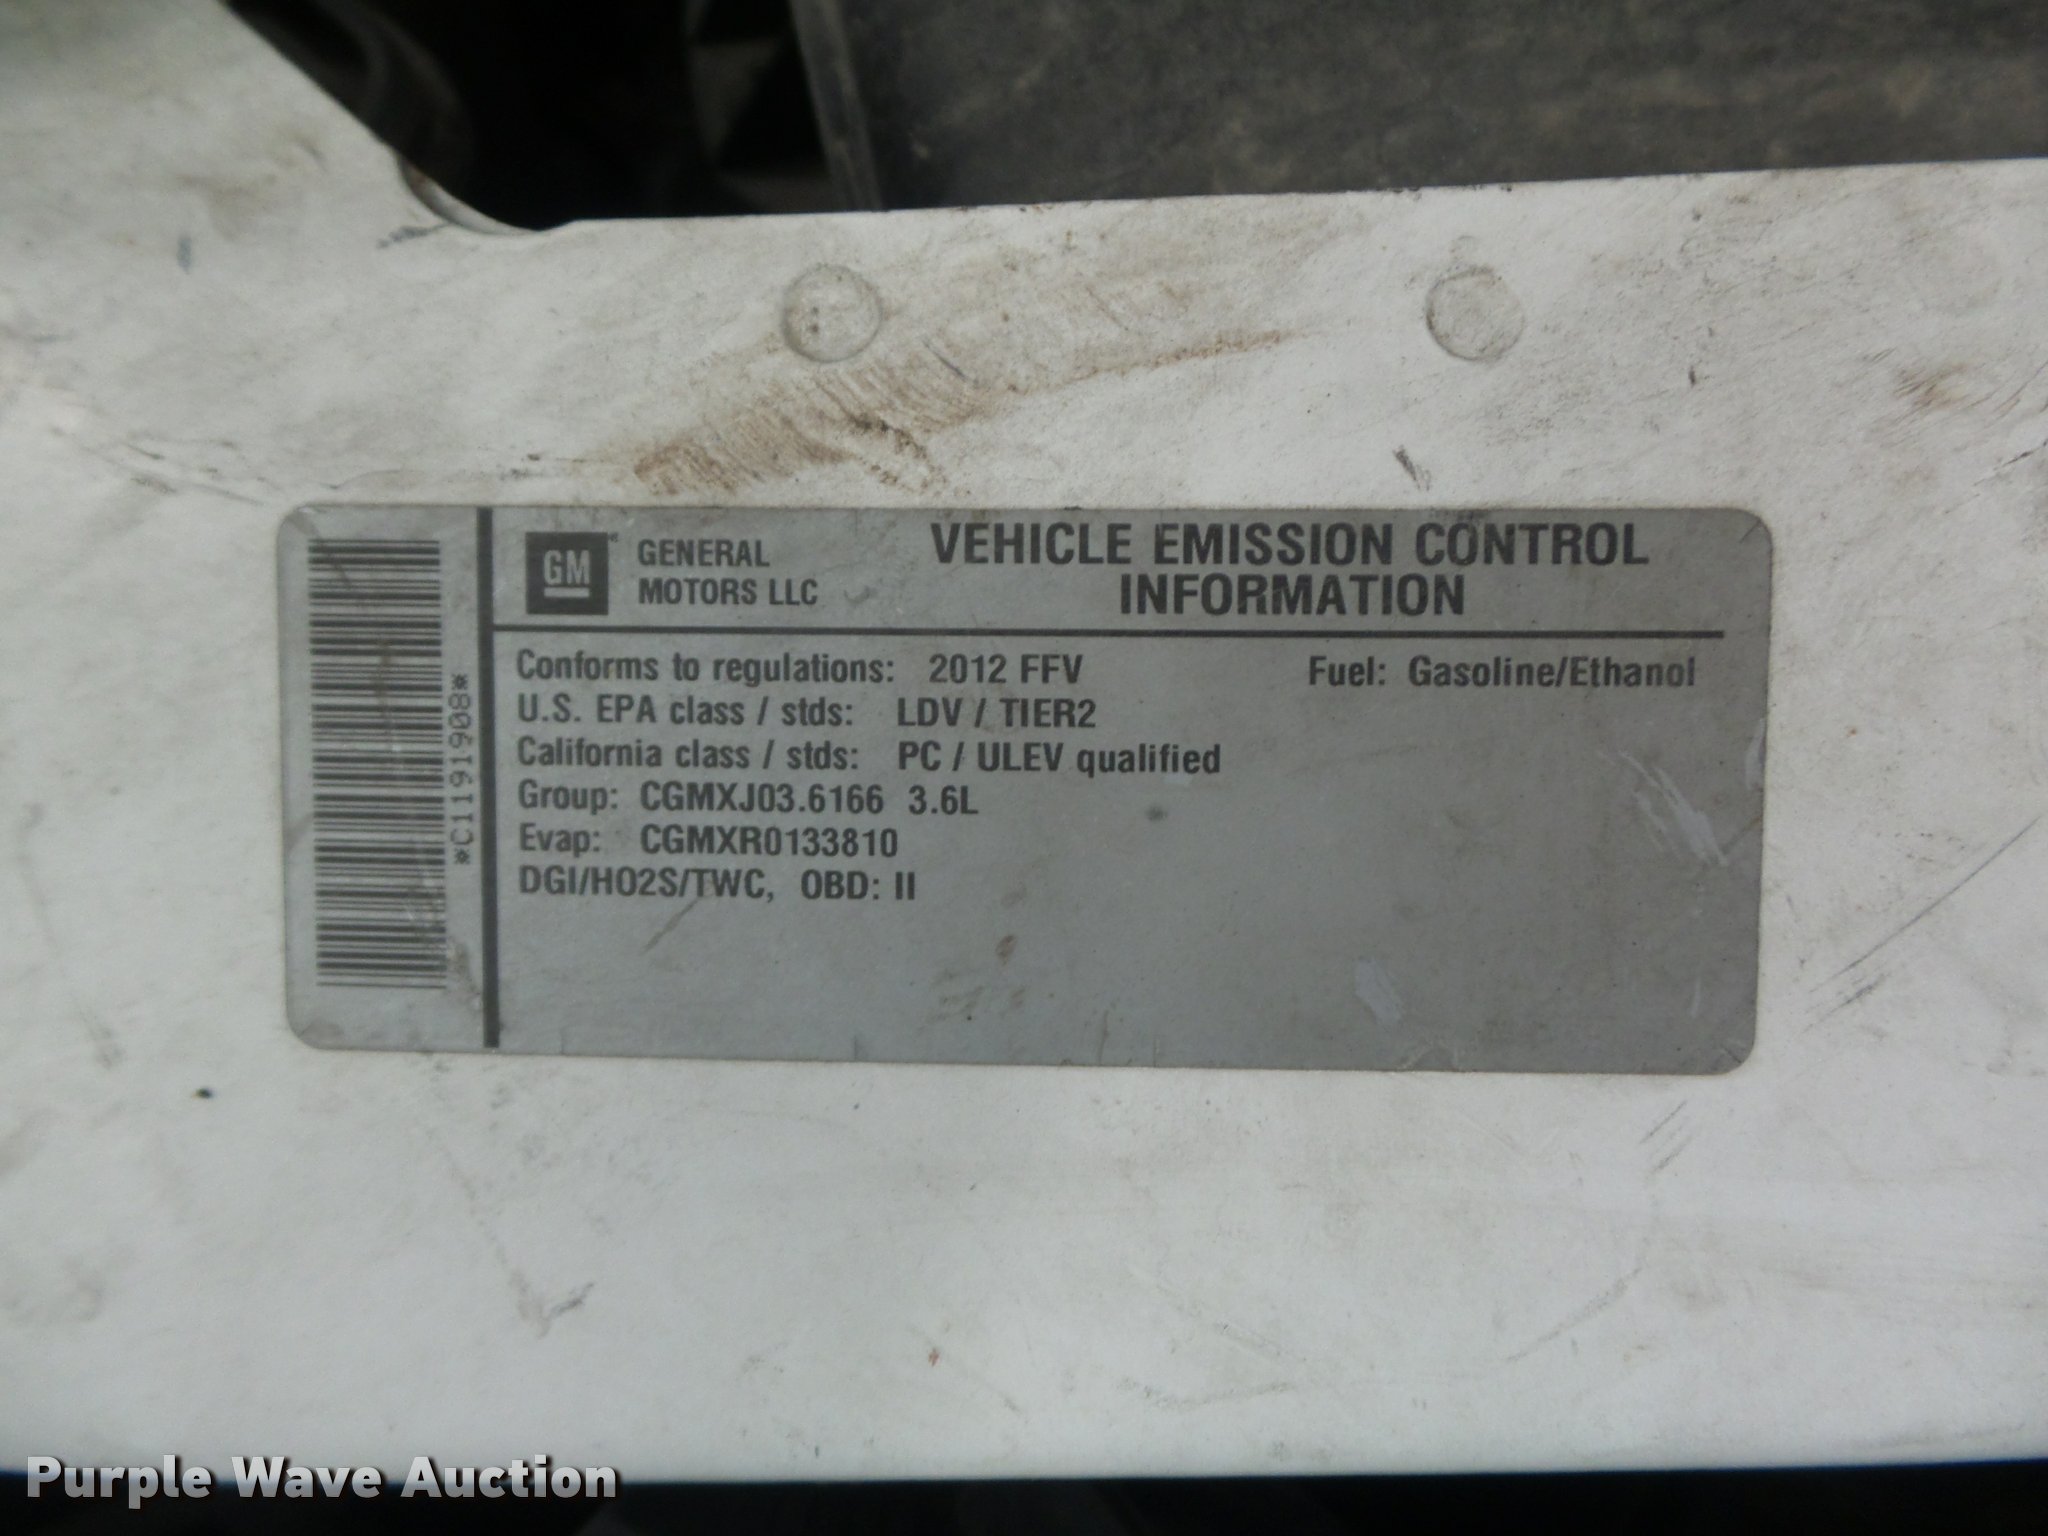 *C1191908*
GM
GENERAL
MOTORS LLC
VEHICLE EMISSION CONTROL
INFORMATION
Conforms to regulations: 2012 FFV Fuel: Gasoline/Ethanol
U.S. EPA class / stds: LDV / TIER2
California class / stds: PC / ULEV qualified
Group: CGMXJ03.6166 3.6L
Evap: CGMXR0133810
DGI/HO2S/TWC, OBD: II
Purple Wave Auction